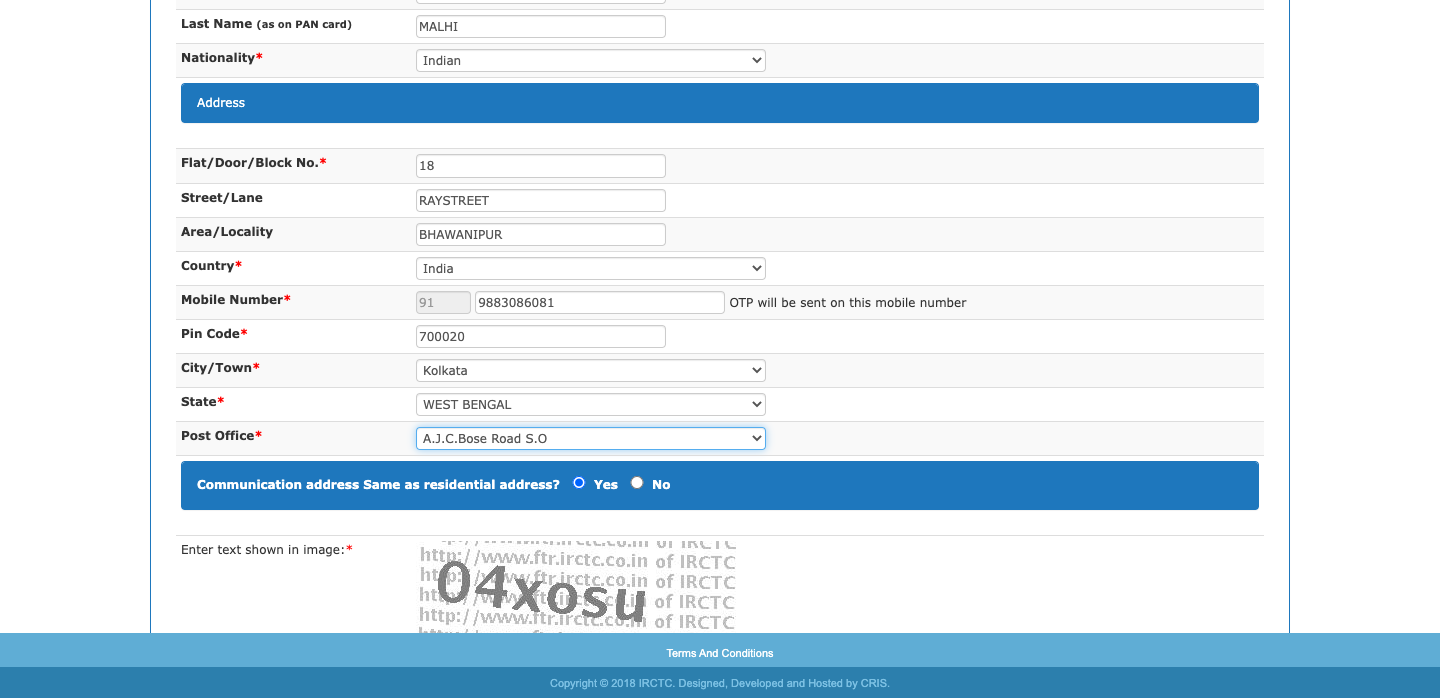 Last Name (as on PAN card) MALHI
Nationality* Indian
Address
Flat/Door/Block No.* 18
Street/Lane RAYSTREET
Area/Locality BHAWANIPUR
Country* India
Mobile Number* 91 9883086081 OTP will be sent on this mobile number
Pin Code* 700020
City/Town* Kolkata
State* WEST BENGAL
Post Office* A.J.C.Bose Road S.O
Communication address Same as residential address? Yes No
Enter text shown in image:*
http://www.ftr.irctc.co.in of IRCTC
http://www.ftr.irctc.co.in of IRCTC
04xosu
http://www.ftr.irctc.co.in of IRCTC
http://www.ftr.irctc.co.in of IRCTC
Terms And Conditions
Copyright © 2018 IRCTC. Designed, Developed and Hosted by CRIS.